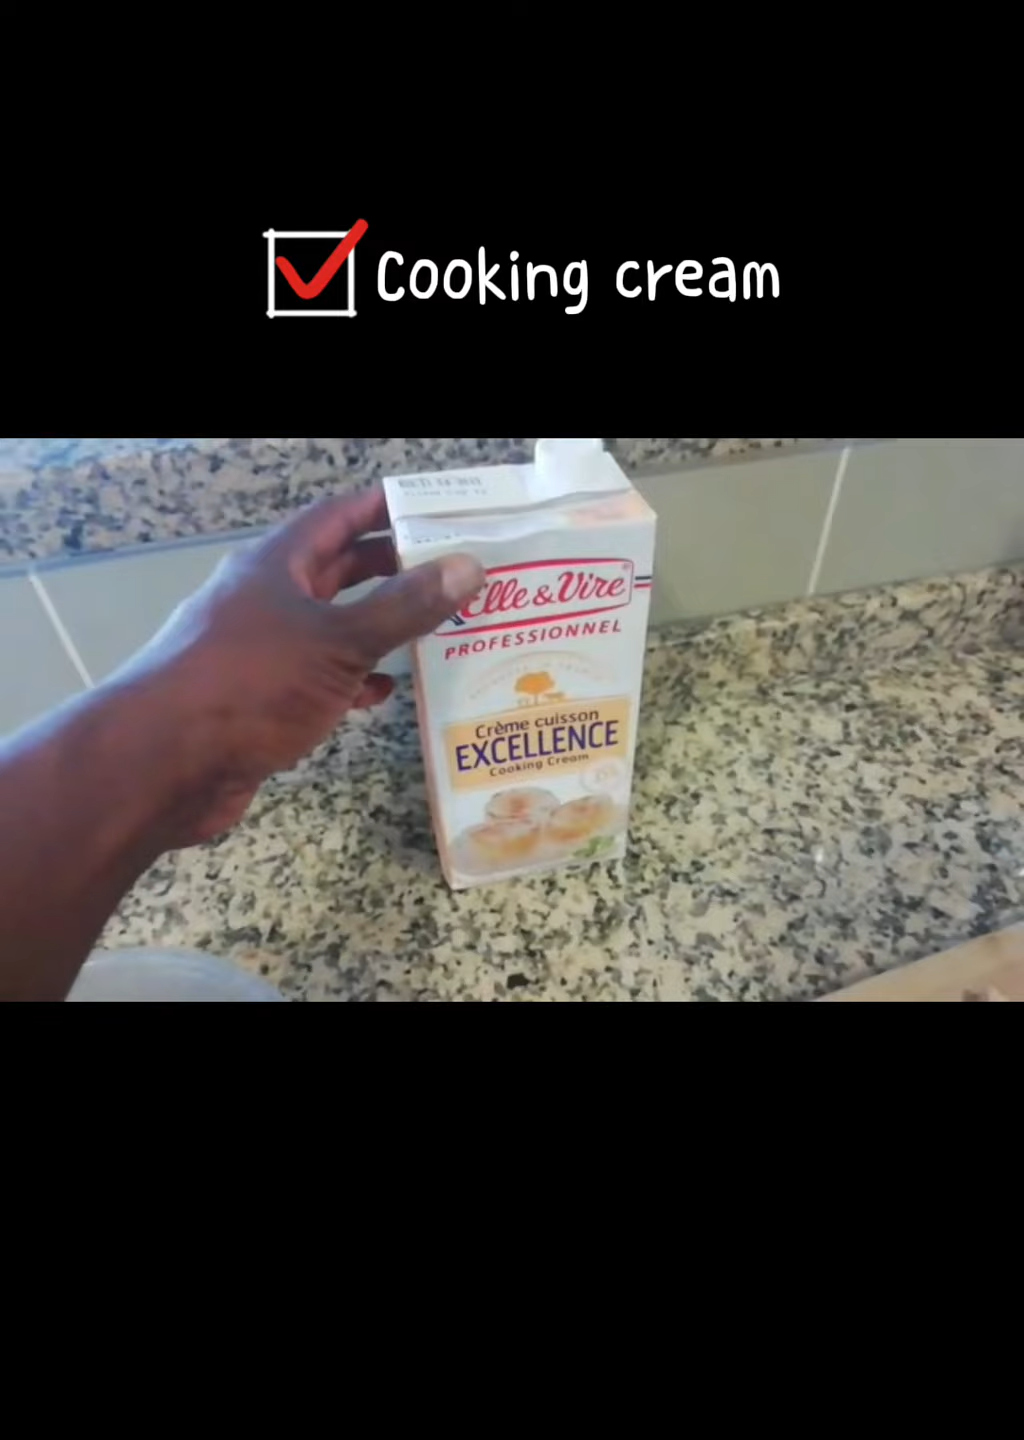 Cooking cream
Elle & Vire®
PROFESSIONNEL
Crème cuisson
EXCELLENCE
Cooking Cream